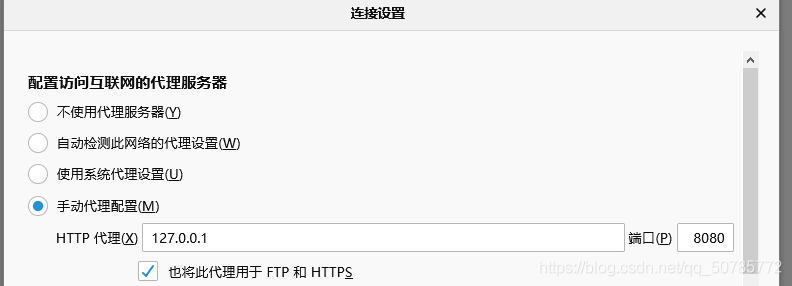 连接设置
配置访问互联网的代理服务器
不使用代理服务器(Y)
自动检测此网络的代理设置(W)
使用系统代理设置(U)
手动代理配置(M)
HTTP 代理(X) 127.0.0.1 端口(P) 8080
也将此代理用于 FTP 和 HTTPS
https://blog.csdn.net/qq_50785772